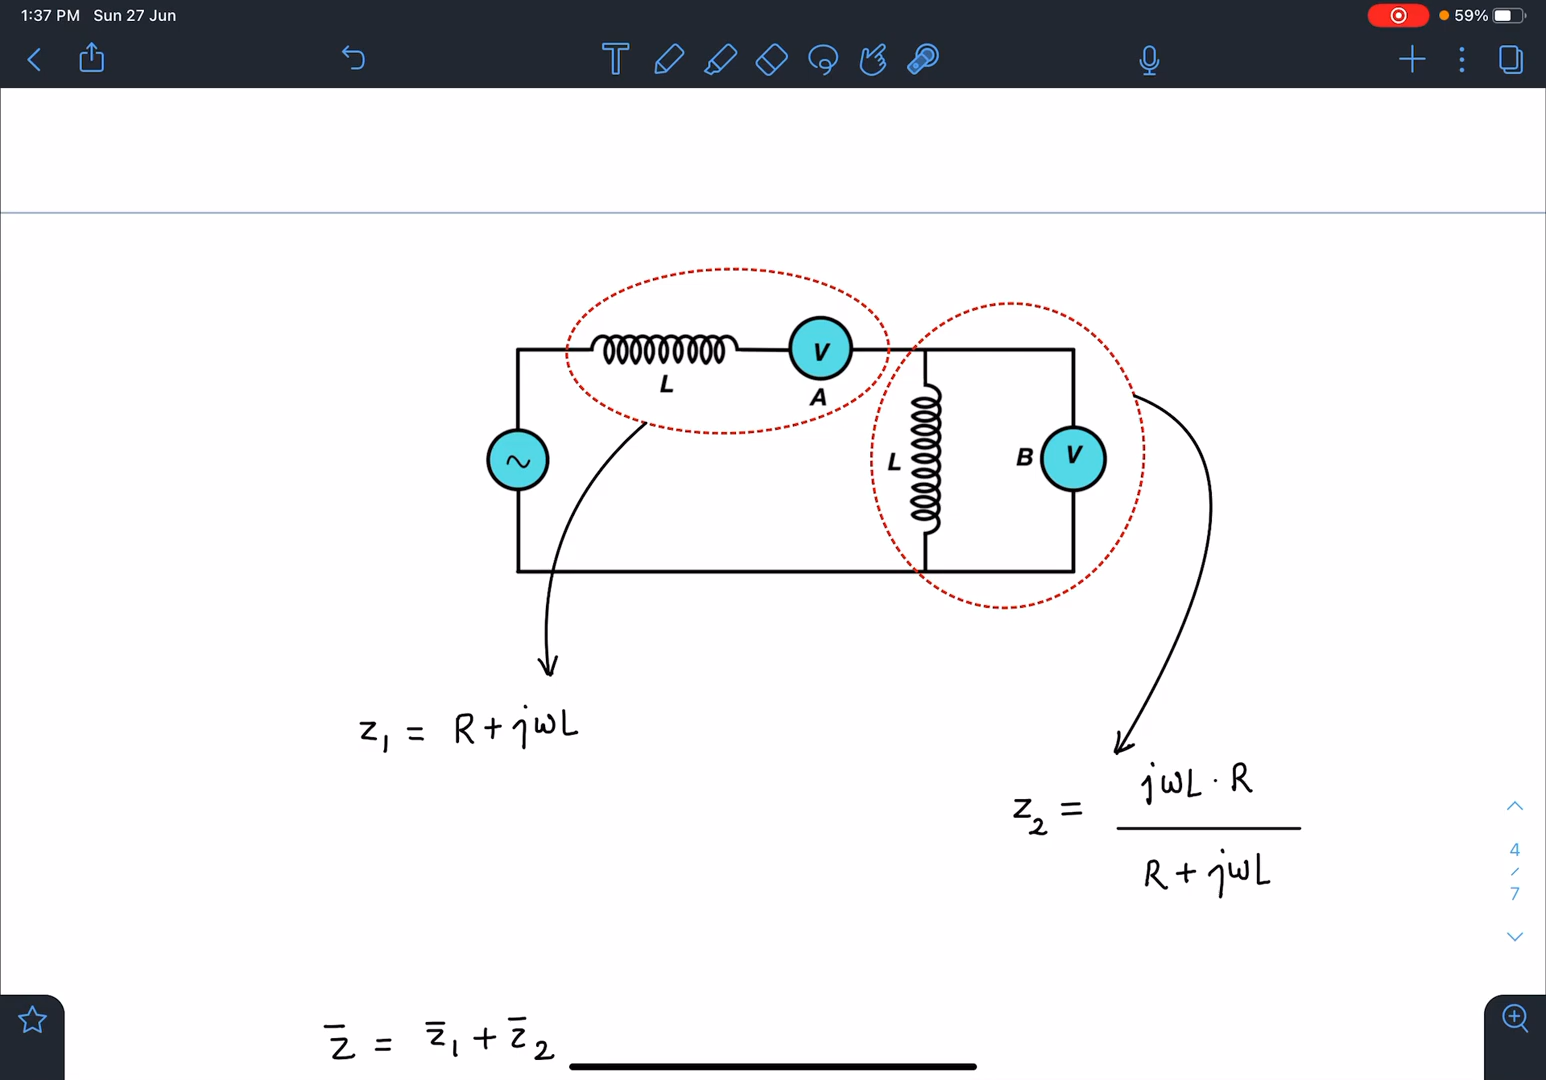 1:37 PM Sun 27 Jun
59%
L
V
A
L
B
V
z₁ = R + jωL
z₂ = jωL · R
R + jωL
4
/
7
z̄ = z̄₁ + z̄₂